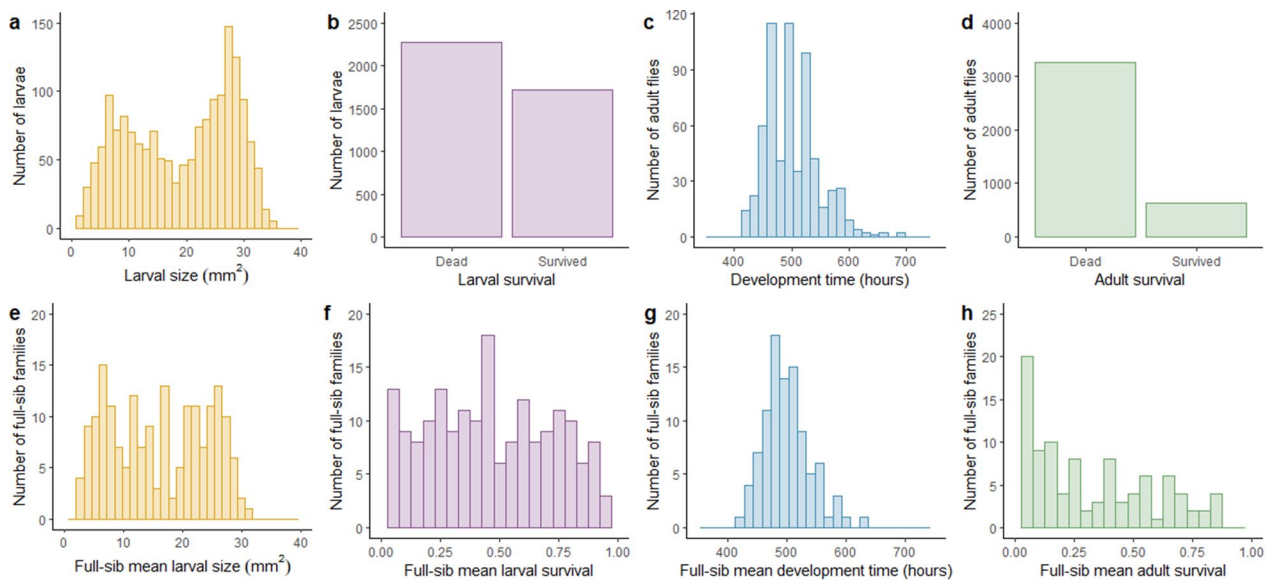 a
150
100
50
0
Number of larvae
0 10 20 30 40
Larval size (mm²)
b
2500
2000
1500
1000
500
0
Number of larvae
Dead Survived
Larval survival
c
120
90
60
30
0
Number of adult flies
400 500 600 700
Development time (hours)
d
4000
3000
2000
1000
0
Number of adult flies
Dead Survived
Adult survival
e
20
15
10
5
0
Number of full-sib families
0 10 20 30 40
Full-sib mean larval size (mm²)
f
20
15
10
5
0
Number of full-sib families
0.00 0.25 0.50 0.75 1.00
Full-sib mean larval survival
g
20
15
10
5
0
Number of full-sib families
400 500 600 700
Full-sib mean development time (hours)
h
25
20
15
10
5
0
Number of full-sib families
0.00 0.25 0.50 0.75 1.00
Full-sib mean adult survival